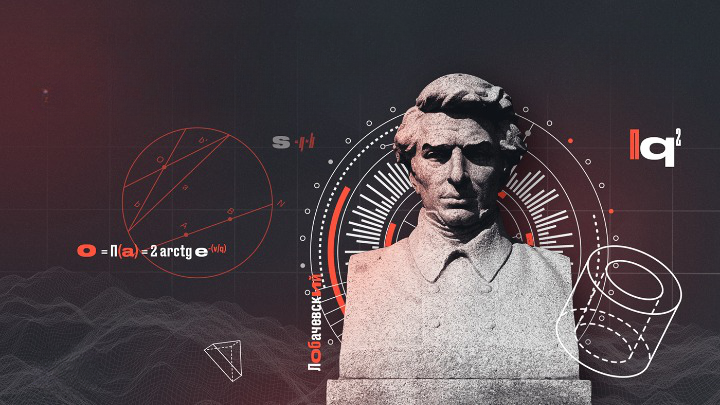 s -q·b
Пq²
O
б
в
б
A
B
N
O = П(a) = 2 arctg e -(v/q)
Лобачевский